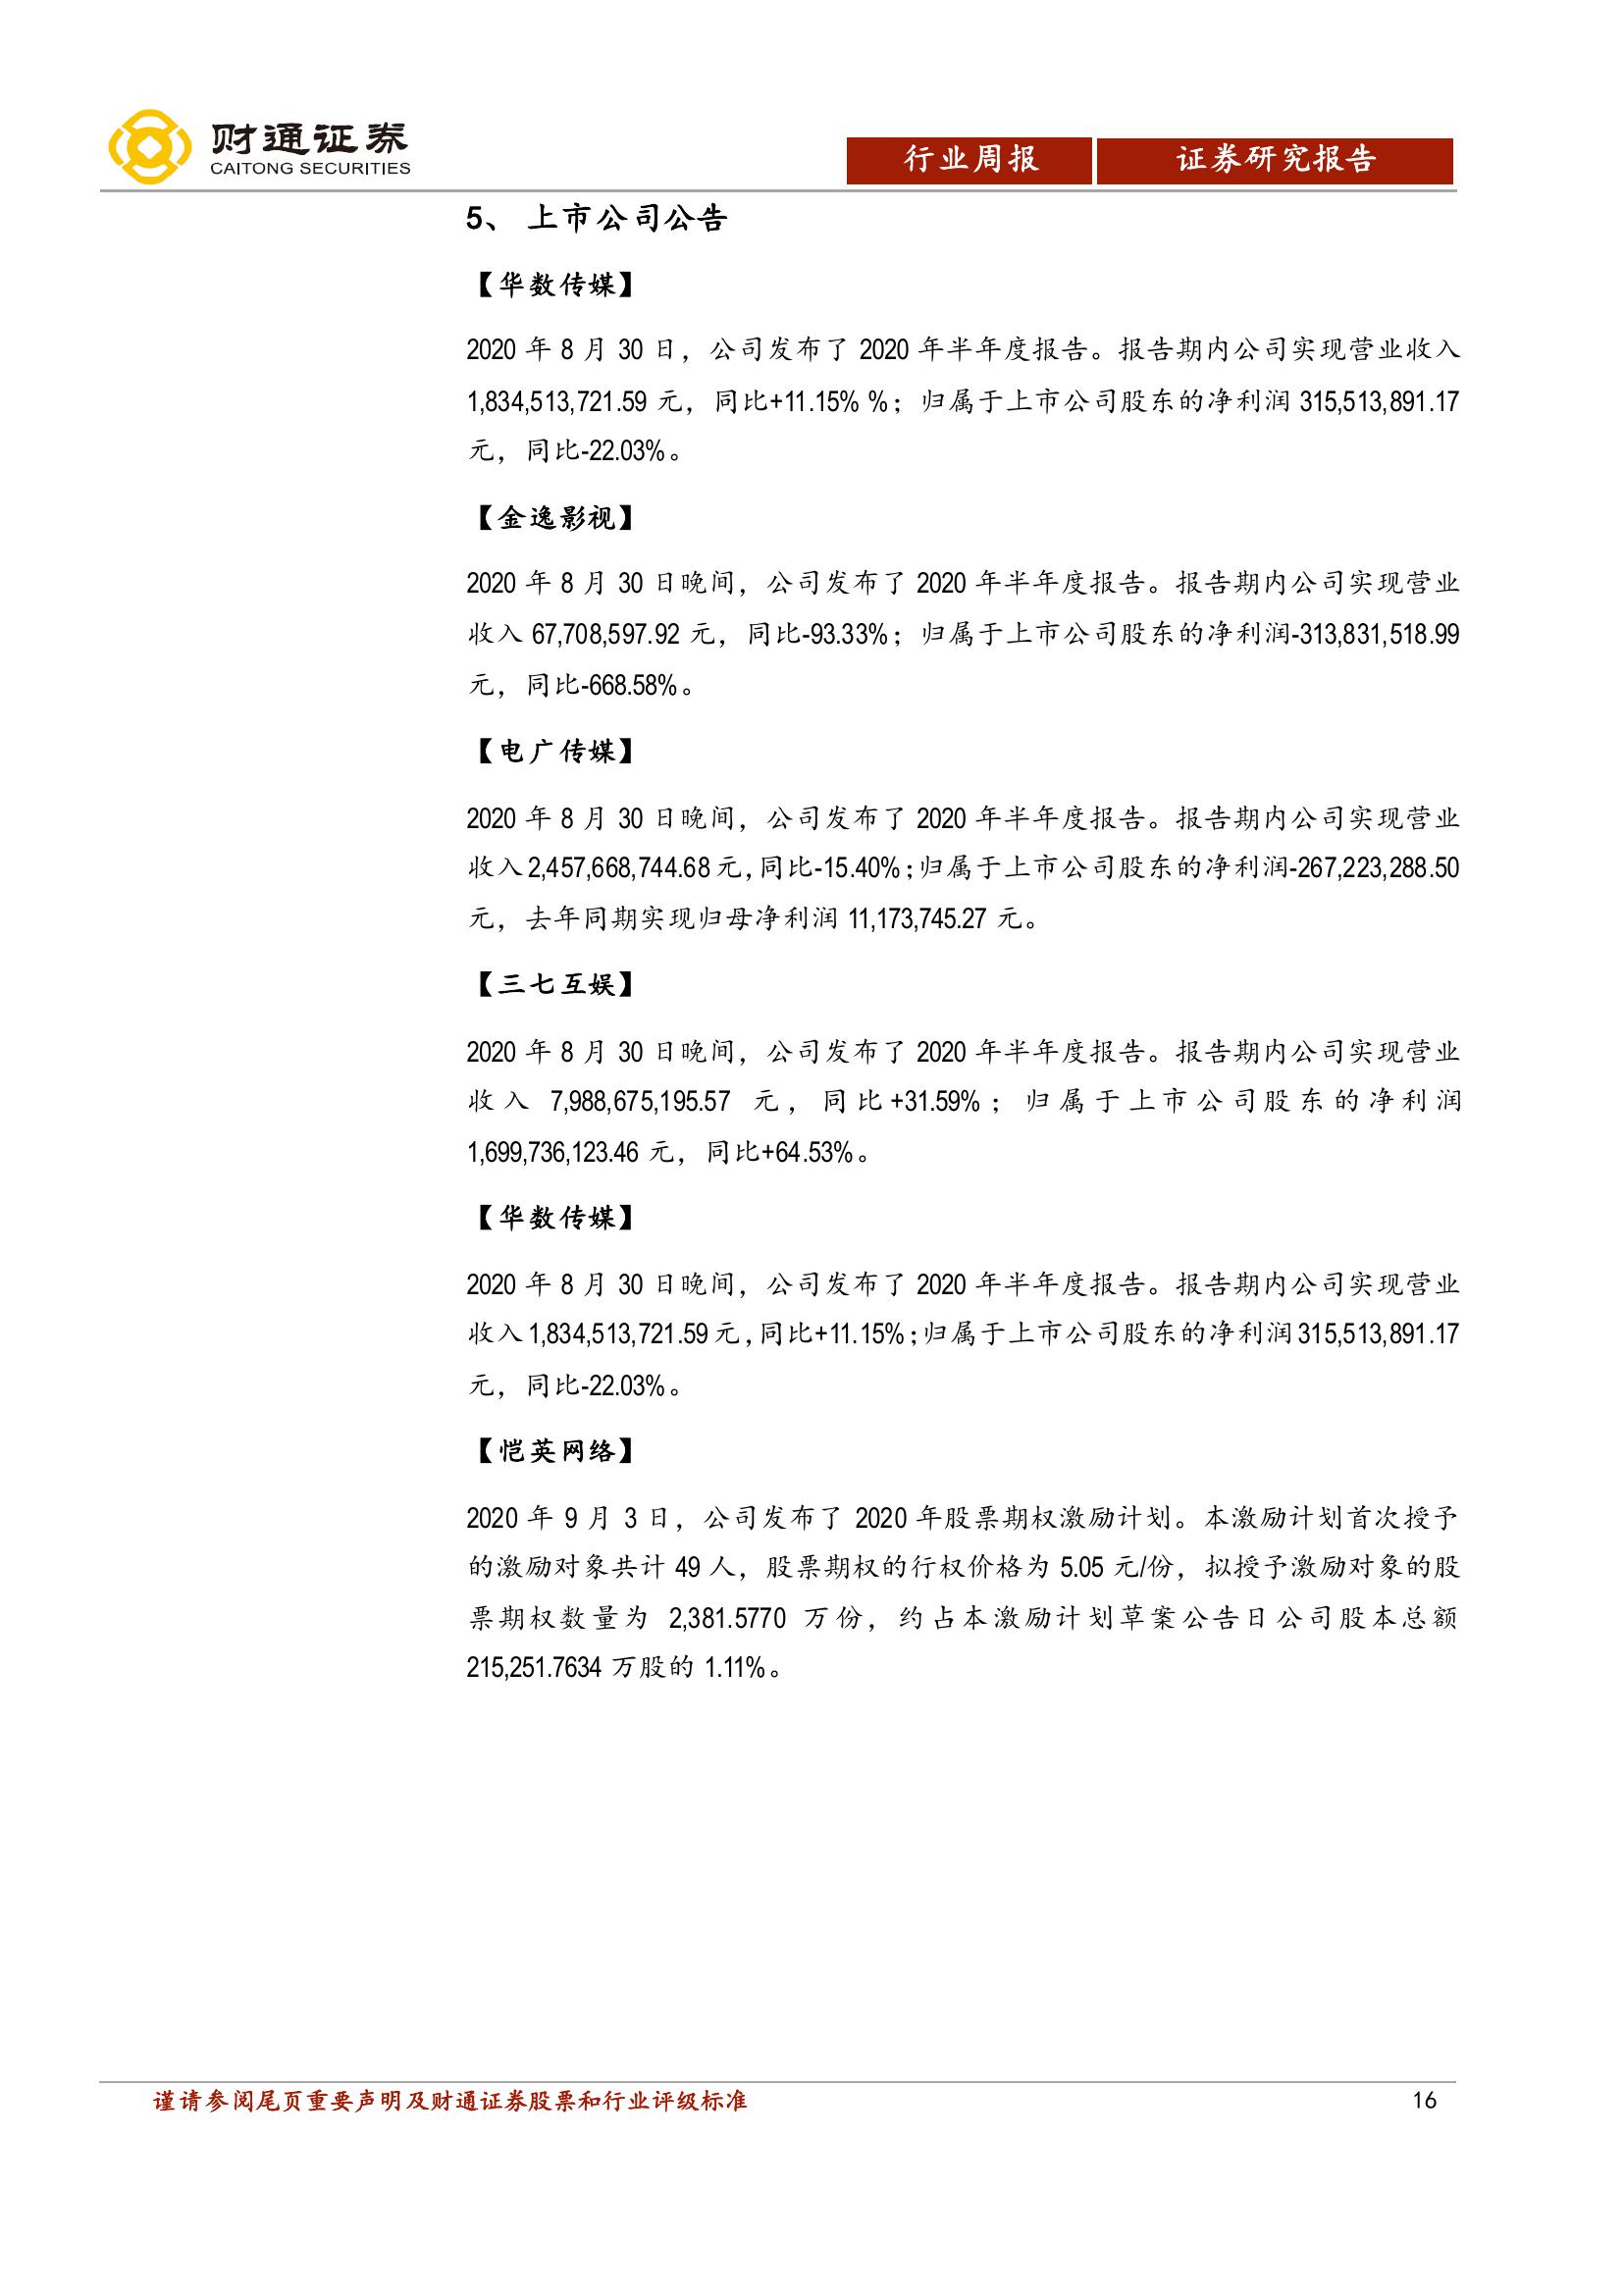 财通证券
CAITONG SECURITIES
行业周报
证券研究报告
5、 上市公司公告
【华数传媒】
2020 年 8 月 30 日，公司发布了 2020 年半年度报告。报告期内公司实现营业收入
1,834,513,721.59 元，同比+11.15% %；归属于上市公司股东的净利润 315,513,891.17
元，同比-22.03%。
【金逸影视】
2020 年 8 月 30 日晚间，公司发布了 2020 年半年度报告。报告期内公司实现营业
收入 67,708,597.92 元，同比-93.33%；归属于上市公司股东的净利润-313,831,518.99
元，同比-668.58%。
【电广传媒】
2020 年 8 月 30 日晚间，公司发布了 2020 年半年度报告。报告期内公司实现营业
收入 2,457,668,744.68 元，同比-15.40%；归属于上市公司股东的净利润-267,223,288.50
元，去年同期实现归母净利润 11,173,745.27 元。
【三七互娱】
2020 年 8 月 30 日晚间，公司发布了 2020 年半年度报告。报告期内公司实现营业
收入 7,988,675,195.57 元，同比+31.59%；归属于上市公司股东的净利润
1,699,736,123.46 元，同比+64.53%。
【华数传媒】
2020 年 8 月 30 日晚间，公司发布了 2020 年半年度报告。报告期内公司实现营业
收入 1,834,513,721.59 元，同比+11.15%；归属于上市公司股东的净利润 315,513,891.17
元，同比-22.03%。
【恺英网络】
2020 年 9 月 3 日，公司发布了 2020 年股票期权激励计划。本激励计划首次授予
的激励对象共计 49 人，股票期权的行权价格为 5.05 元/份，拟授予激励对象的股
票期权数量为 2,381.5770 万份，约占本激励计划草案公告日公司股本总额
215,251.7634 万股的 1.11%。
谨请参阅尾页重要声明及财通证券股票和行业评级标准
16